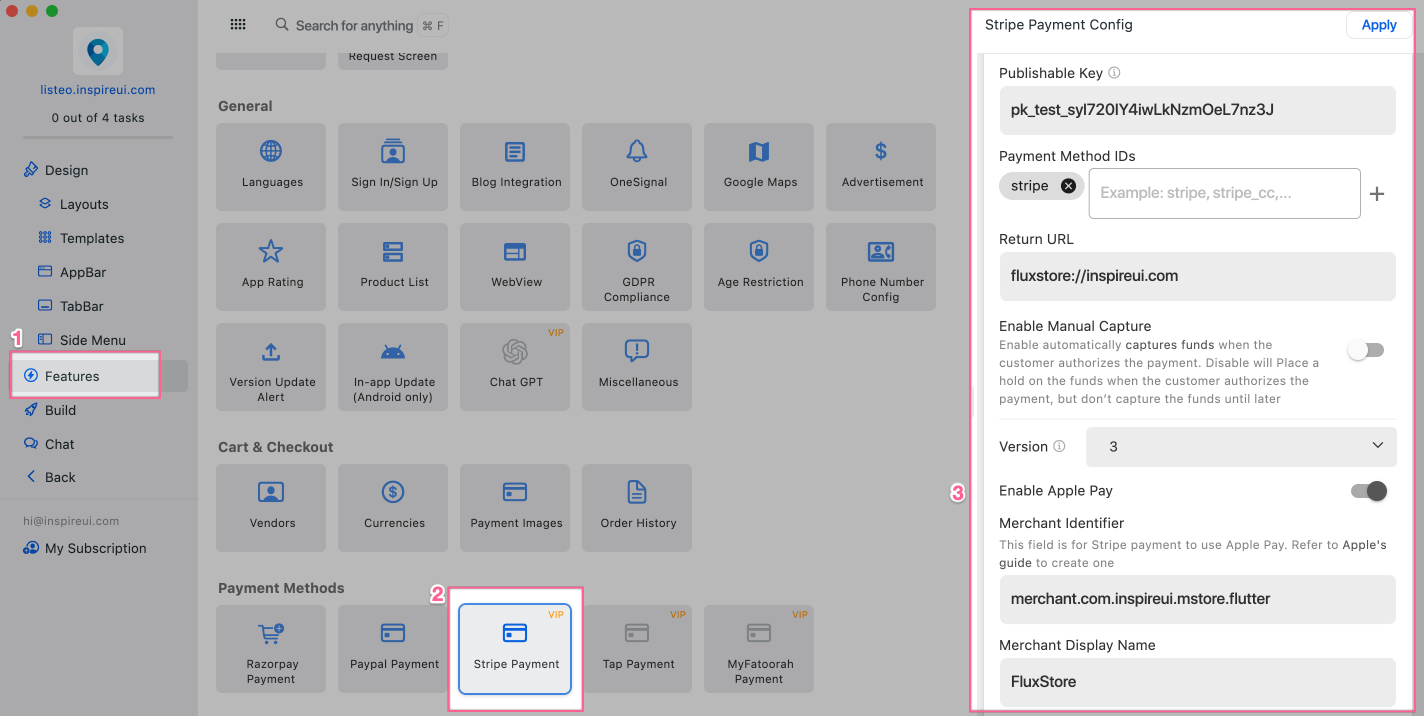 listeo.inspireui.com
0 out of 4 tasks
Design
Layouts
Templates
AppBar
TabBar
1
Side Menu
Features
Build
Chat
Back
hi@inspireui.com
My Subscription
Search for anything ⌘ F
Request Screen
General
Languages
Sign In/Sign Up
Blog Integration
OneSignal
Google Maps
Advertisement
App Rating
Product List
WebView
GDPR
Compliance
Age Restriction
Phone Number
Config
Version Update
Alert
In-app Update
(Android only)
VIP
Chat GPT
Miscellaneous
Cart & Checkout
Vendors
Currencies
Payment Images
Order History
Payment Methods
Razorpay
Payment
Paypal Payment
2
VIP
Stripe Payment
VIP
Tap Payment
VIP
MyFatoorah
Payment
3
Stripe Payment Config
Apply
Publishable Key
pk_test_syl720IY4iwLkNzmOeL7nz3J
Payment Method IDs
stripe
Example: stripe, stripe_cc,...
Return URL
fluxstore://inspireui.com
Enable Manual Capture
Enable automatically captures funds when the
customer authorizes the payment. Disable will Place a
hold on the funds when the customer authorizes the
payment, but don't capture the funds until later
Version
3
Enable Apple Pay
Merchant Identifier
This field is for Stripe payment to use Apple Pay. Refer to Apple's
guide to create one
merchant.com.inspireui.mstore.flutter
Merchant Display Name
FluxStore